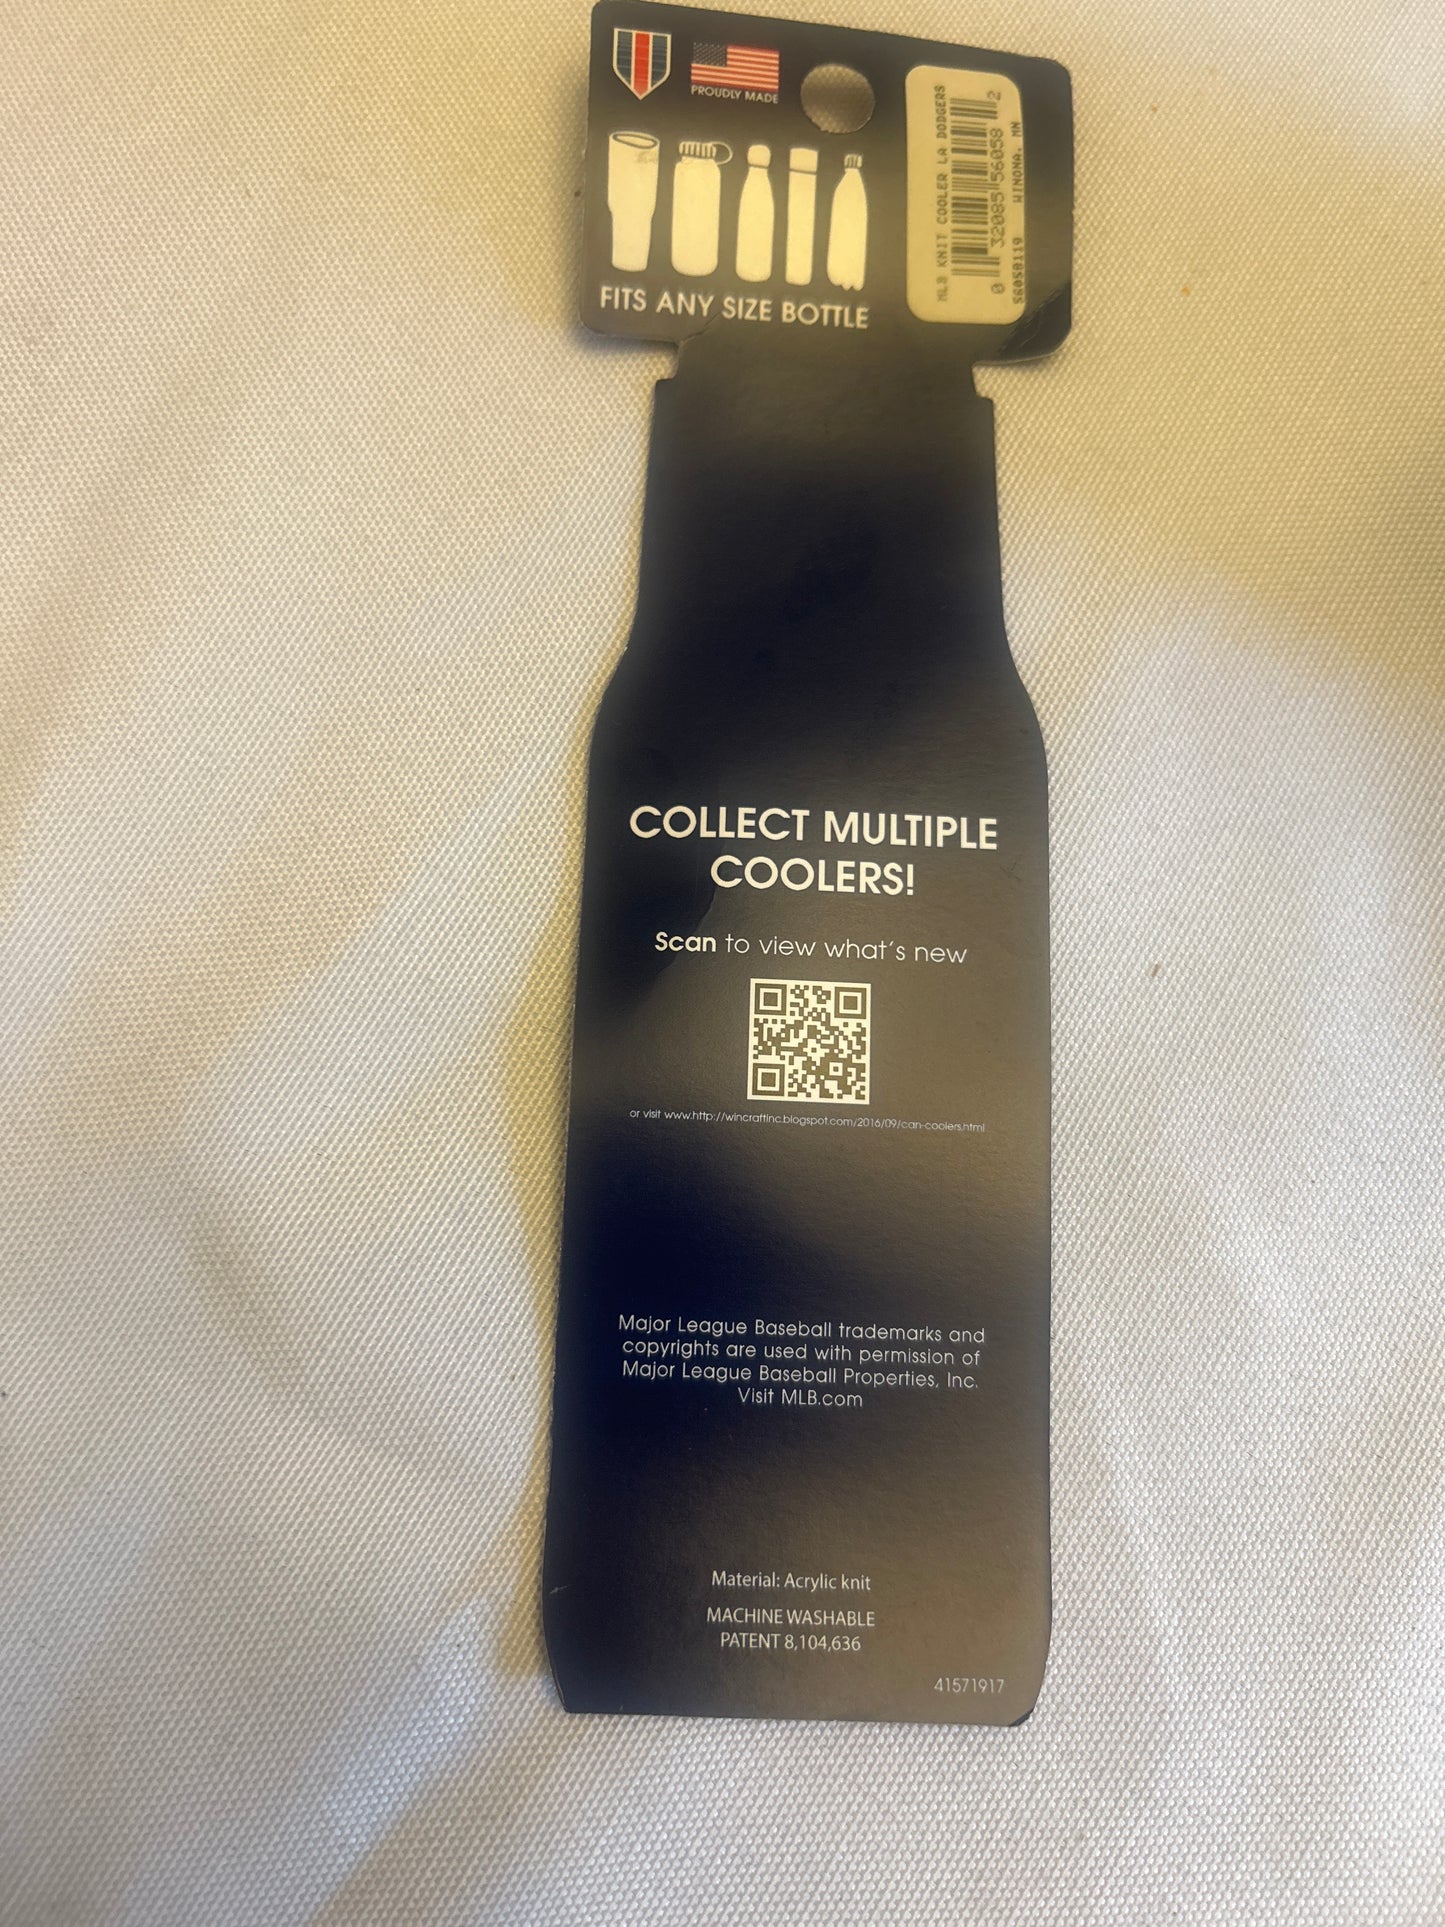 PROUDLY MADE
FITS ANY SIZE BOTTLE
MLB KNIT COOLER LA DODGERS
0 32085 56058 2
56058119 WINONA, MN
COLLECT MULTIPLE
COOLERS!
Scan to view what's new
or visit www.http://wincraftinc.blogspot.com/2016/09/can-coolers.html
Major League Baseball trademarks and
copyrights are used with permission of
Major League Baseball Properties, Inc.
Visit MLB.com
Material: Acrylic knit
MACHINE WASHABLE
PATENT 8,104,636
41571917